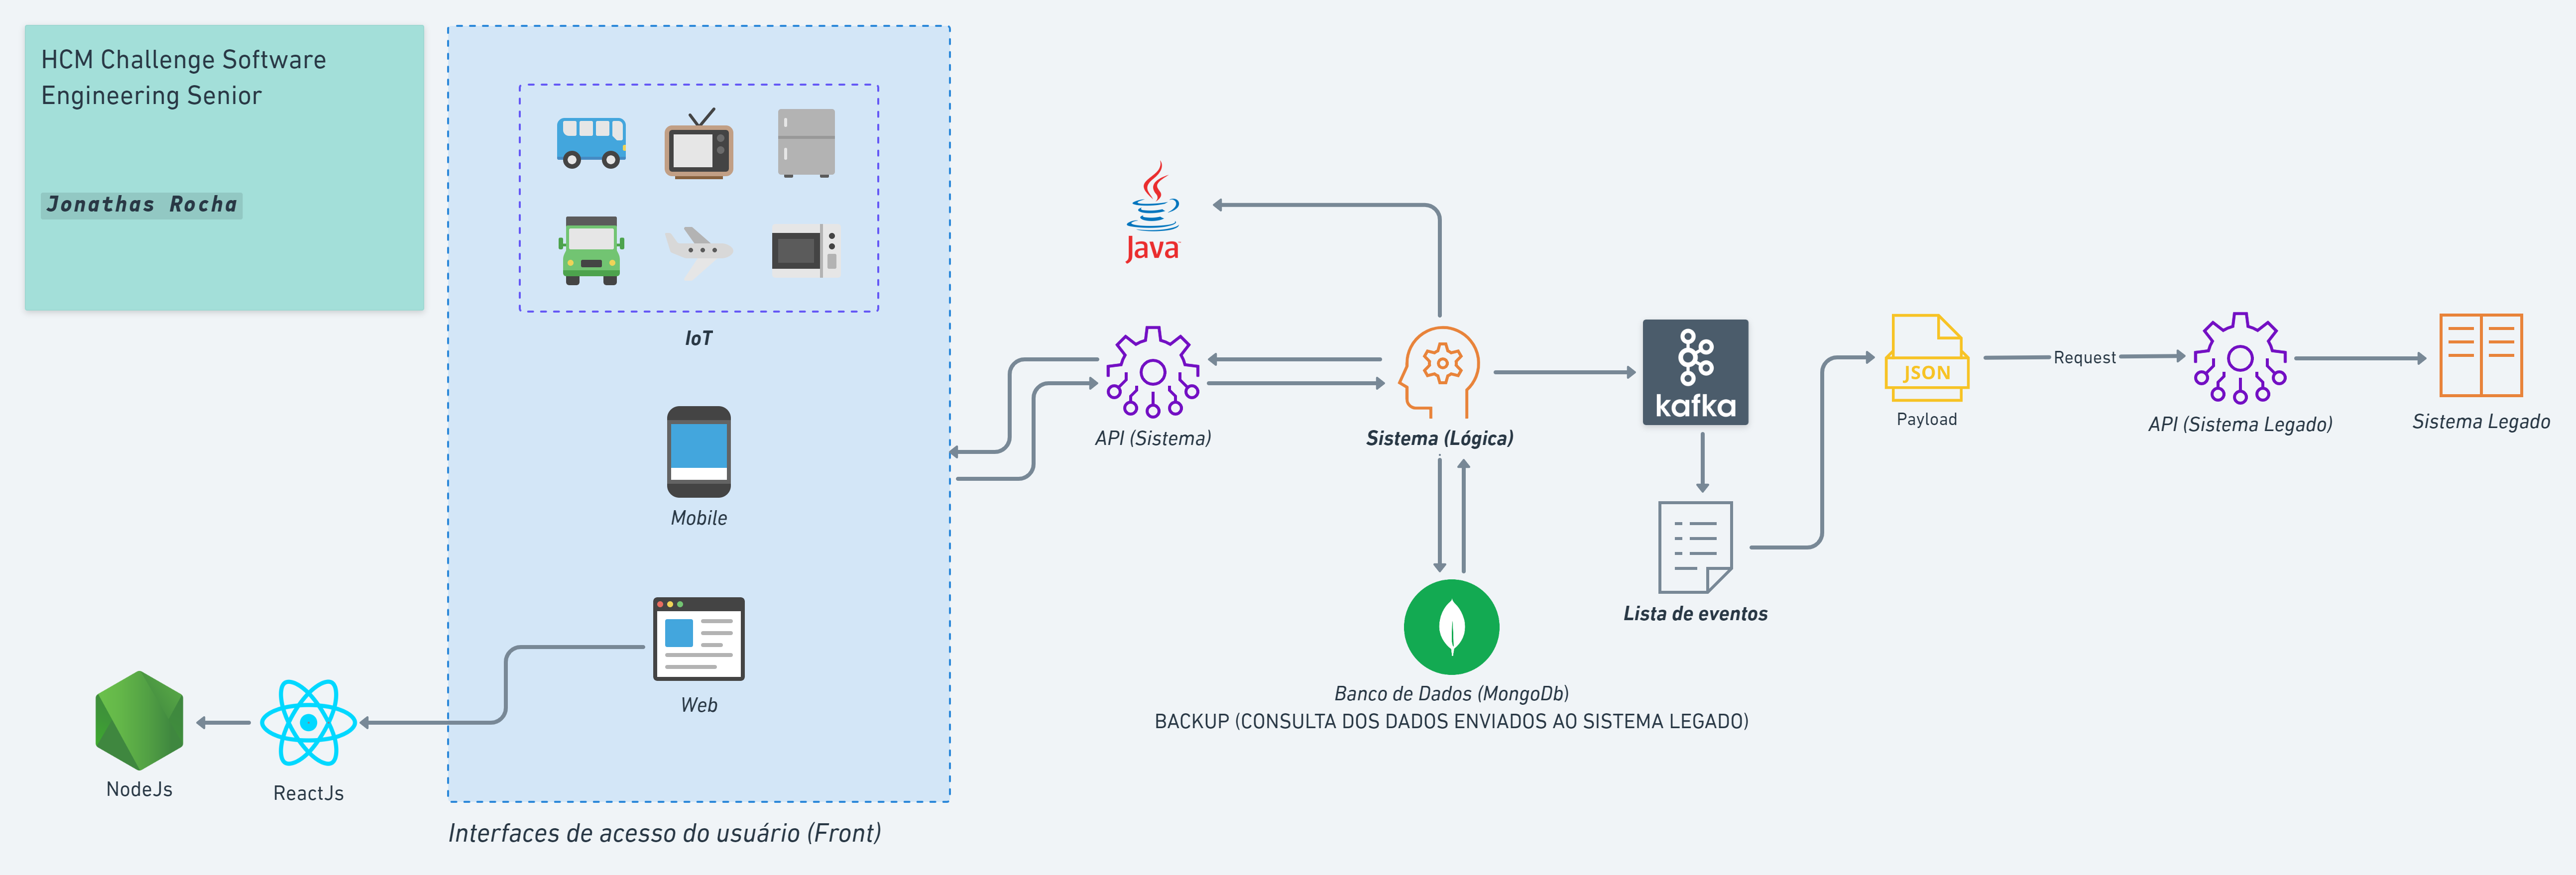 HCM Challenge Software
Engineering Senior
Jonathas Rocha
IoT
Mobile
Web
Interfaces de acesso do usuário (Front)
NodeJs
ReactJs
Java
API (Sistema)
Sistema (Lógica)
Banco de Dados (MongoDb)
BACKUP (CONSULTA DOS DADOS ENVIADOS AO SISTEMA LEGADO)
kafka
Lista de eventos
JSON
Payload
Request
API (Sistema Legado)
Sistema Legado